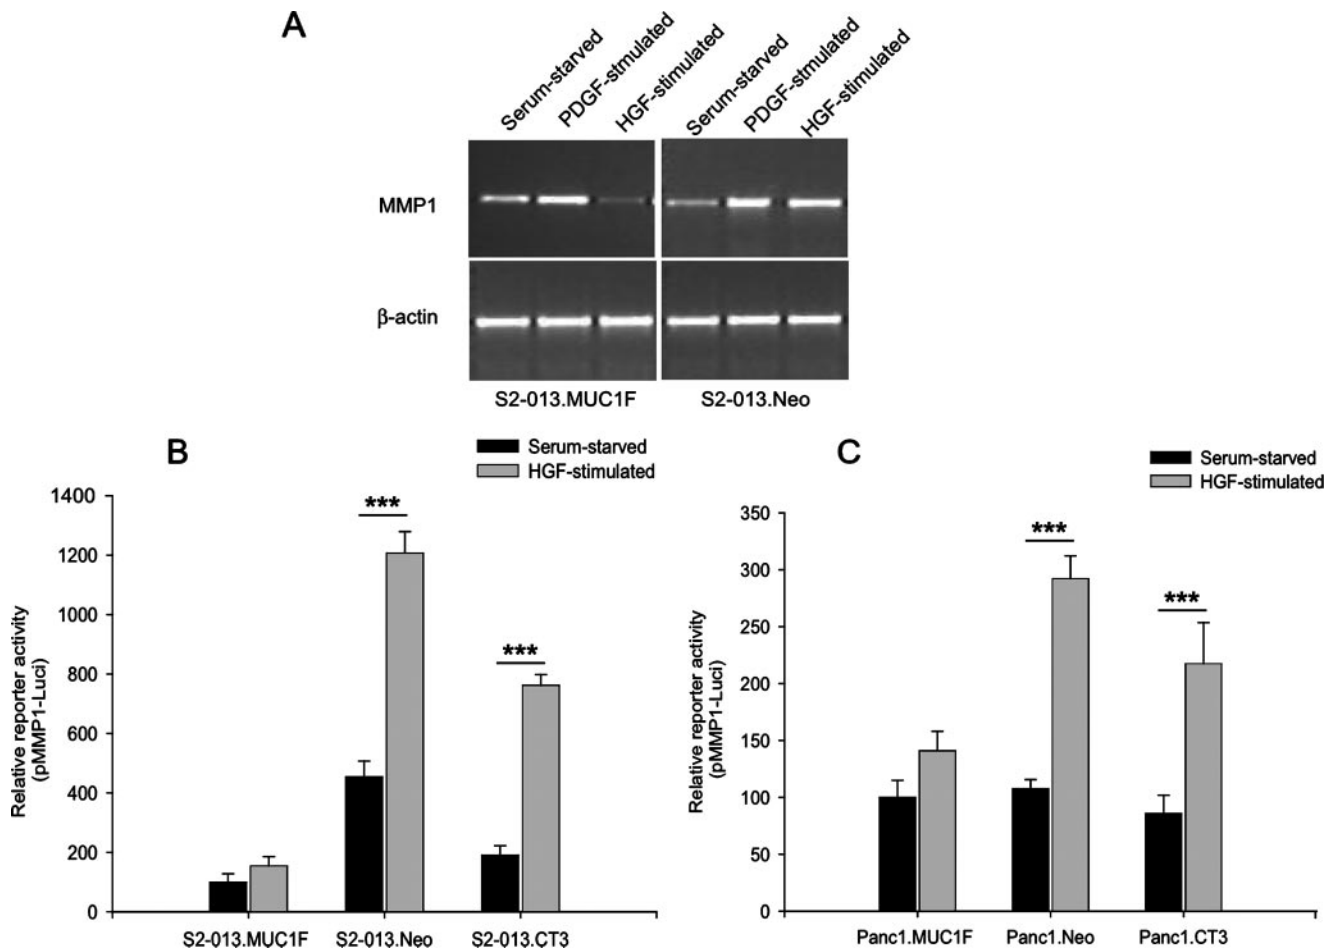 A
Serum-starved
PDGF-stmulated
HGF-stimulated
Serum-starved
PDGF-stmulated
HGF-stimulated
MMP1
β-actin
S2-013.MUC1F
S2-013.Neo
B
Serum-starved
HGF-stimulated
Relative reporter activity
(pMMP1-Luci)
1400
1200
1000
800
600
400
200
0
***
***
S2-013.MUC1F
S2-013.Neo
S2-013.CT3
C
Serum-starved
HGF-stimulated
Relative reporter activity
(pMMP1-Luci)
350
300
250
200
150
100
50
0
***
***
Panc1.MUC1F
Panc1.Neo
Panc1.CT3